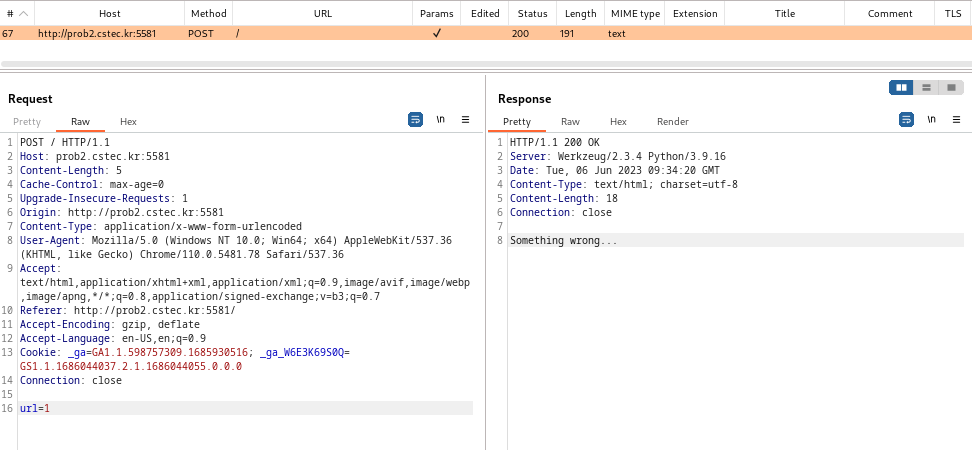 # Host Method URL Params Edited Status Length MIME type Extension Title Comment TLS
67 http://prob2.cstec.kr:5581 POST / ✓ 200 191 text
Request
Pretty Raw Hex \n
1 POST / HTTP/1.1
2 Host: prob2.cstec.kr:5581
3 Content-Length: 5
4 Cache-Control: max-age=0
5 Upgrade-Insecure-Requests: 1
6 Origin: http://prob2.cstec.kr:5581
7 Content-Type: application/x-www-form-urlencoded
8 User-Agent: Mozilla/5.0 (Windows NT 10.0; Win64; x64) AppleWebKit/537.36
(KHTML, like Gecko) Chrome/110.0.5481.78 Safari/537.36
9 Accept:
text/html,application/xhtml+xml,application/xml;q=0.9,image/avif,image/webp
,image/apng,*/*;q=0.8,application/signed-exchange;v=b3;q=0.7
10 Referer: http://prob2.cstec.kr:5581/
11 Accept-Encoding: gzip, deflate
12 Accept-Language: en-US,en;q=0.9
13 Cookie: _ga=GA1.1.598757309.1685930516; _ga_W6E3K69S0Q=
GS1.1.1686044037.2.1.1686044055.0.0.0
14 Connection: close
15
16 url=1
Response
Pretty Raw Hex Render \n
1 HTTP/1.1 200 OK
2 Server: Werkzeug/2.3.4 Python/3.9.16
3 Date: Tue, 06 Jun 2023 09:34:20 GMT
4 Content-Type: text/html; charset=utf-8
5 Content-Length: 18
6 Connection: close
7
8 Something wrong...